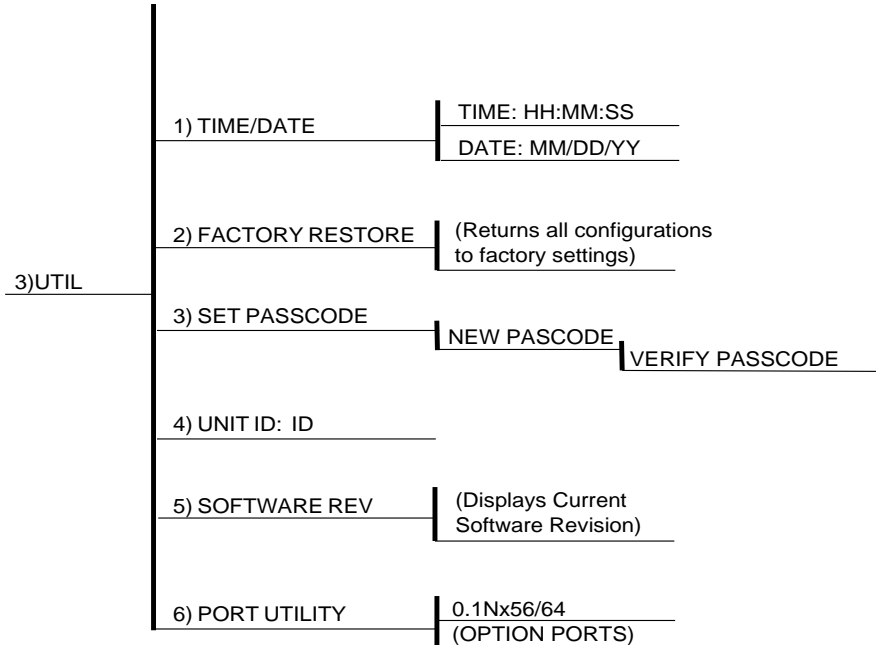 1) TIME/DATE
TIME: HH:MM:SS
DATE: MM/DD/YY
2) FACTORY RESTORE
(Returns all configurations
to factory settings)
3)UTIL
3) SET PASSCODE
NEW PASCODE
VERIFY PASSCODE
4) UNIT ID:  ID
5) SOFTWARE REV
(Displays Current
Software Revision)
6) PORT UTILITY
0.1Nx56/64
(OPTION PORTS)